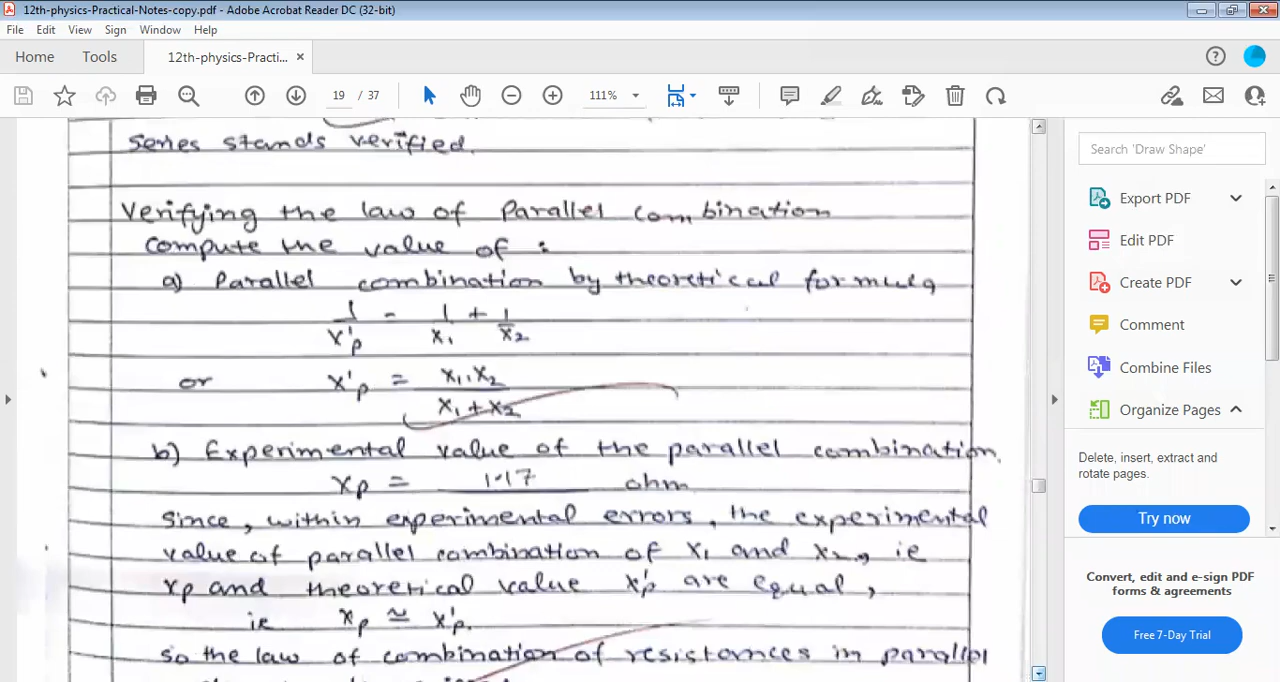 12th-physics-Practical-Notes-copy.pdf - Adobe Acrobat Reader DC (32-bit)
File Edit View Sign Window Help
Home Tools 12th-physics-Practi... ×
19 / 37 111%
Series stands verified.
Verifying the law of Parallel combination
compute the value of :
a) Parallel combination by theoretical formula
1/x'p = 1/x1 + 1/x2
or x'p = x1.x2/x1+x2
b) Experimental value of the parallel combination.
xp = 1.17 ohm
Since, within experimental errors, the experimental
value of parallel combination of x1 and x2, ie
xp and theoretical value x'p are equal,
ie xp ≅ x'p.
so the law of combination of resistances in parallel
Search 'Draw Shape'
Export PDF
Edit PDF
Create PDF
Comment
Combine Files
Organize Pages
Delete, insert, extract and
rotate pages.
Try now
Convert, edit and e-sign PDF
forms & agreements
Free 7-Day Trial